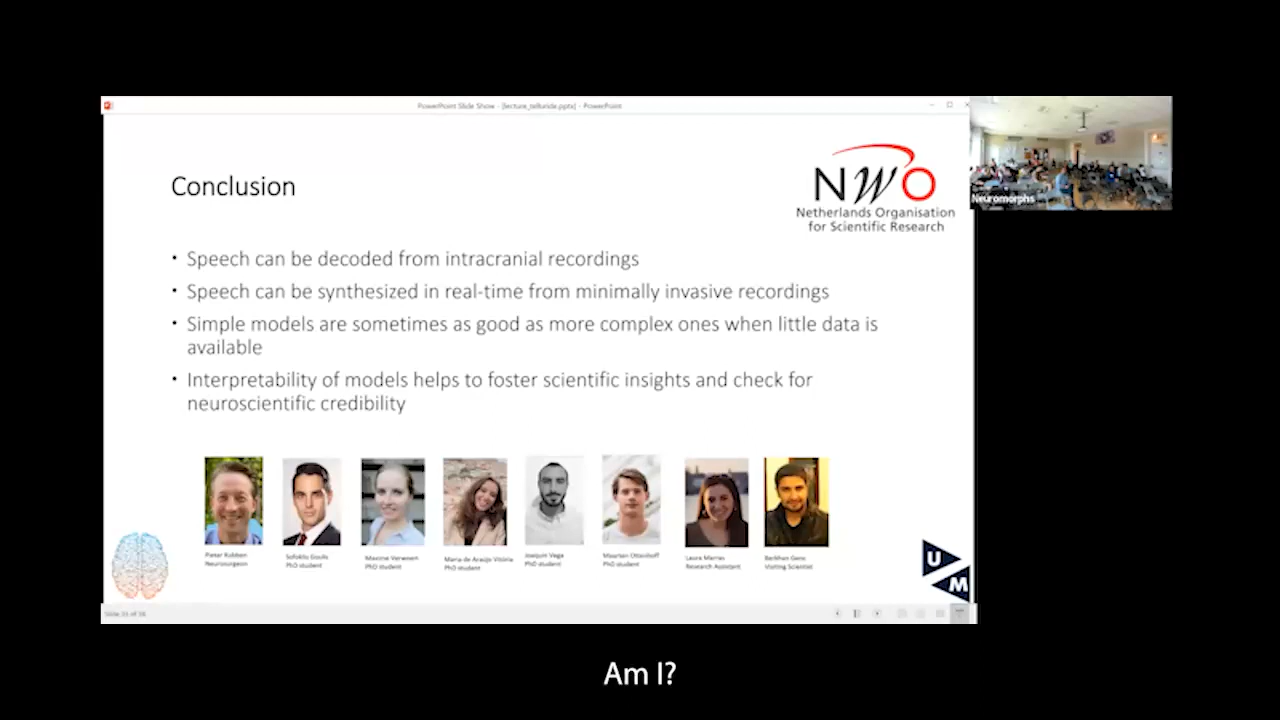 PowerPoint Slide Show - [lecture_telluride.pptx] - PowerPoint
NWO
Netherlands Organisation
for Scientific Research
Neuromorphs
Conclusion
• Speech can be decoded from intracranial recordings
• Speech can be synthesized in real-time from minimally invasive recordings
• Simple models are sometimes as good as more complex ones when little data is
available
• Interpretability of models helps to foster scientific insights and check for
neuroscientific credibility
Pieter Kubben
Neurosurgeon
Sofoklis Goulis
PhD student
Maxime Verwoert
PhD student
Maria de Araújo Vitória
PhD student
Joaquín Vega
PhD student
Maarten Ottenhoff
PhD student
Laura Marras
Research Assistant
Berkhan Genc
Visiting Scientist
U
M
Am I?